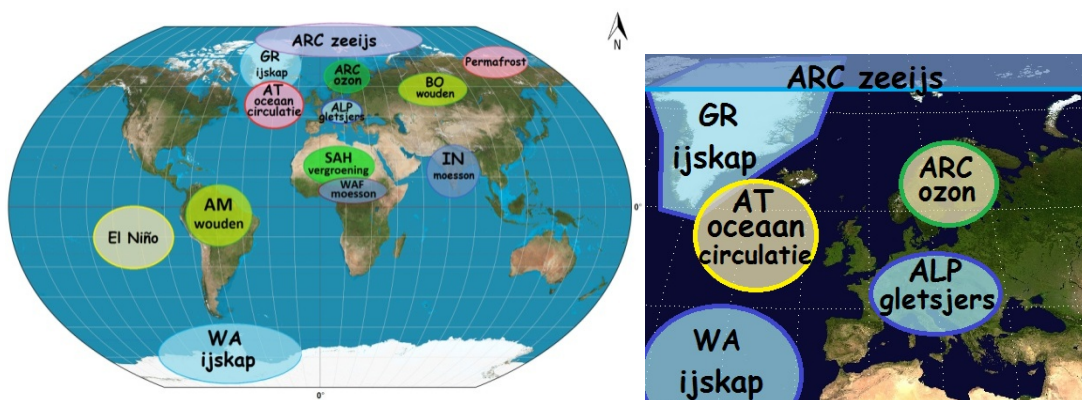 ARC zeeijs
GR
ijskap
ARC
ozon
Permafrost
BO
wouden
AT
oceaan
circulatie
ALP
gletsjers
SAH
vergroening
IN
moesson
WAF
moesson
AM
wouden
El Niño
WA
ijskap
0°
0°
N
ARC zeeijs
GR
ijskap
ARC
ozon
AT
oceaan
circulatie
ALP
gletsjers
WA
ijskap